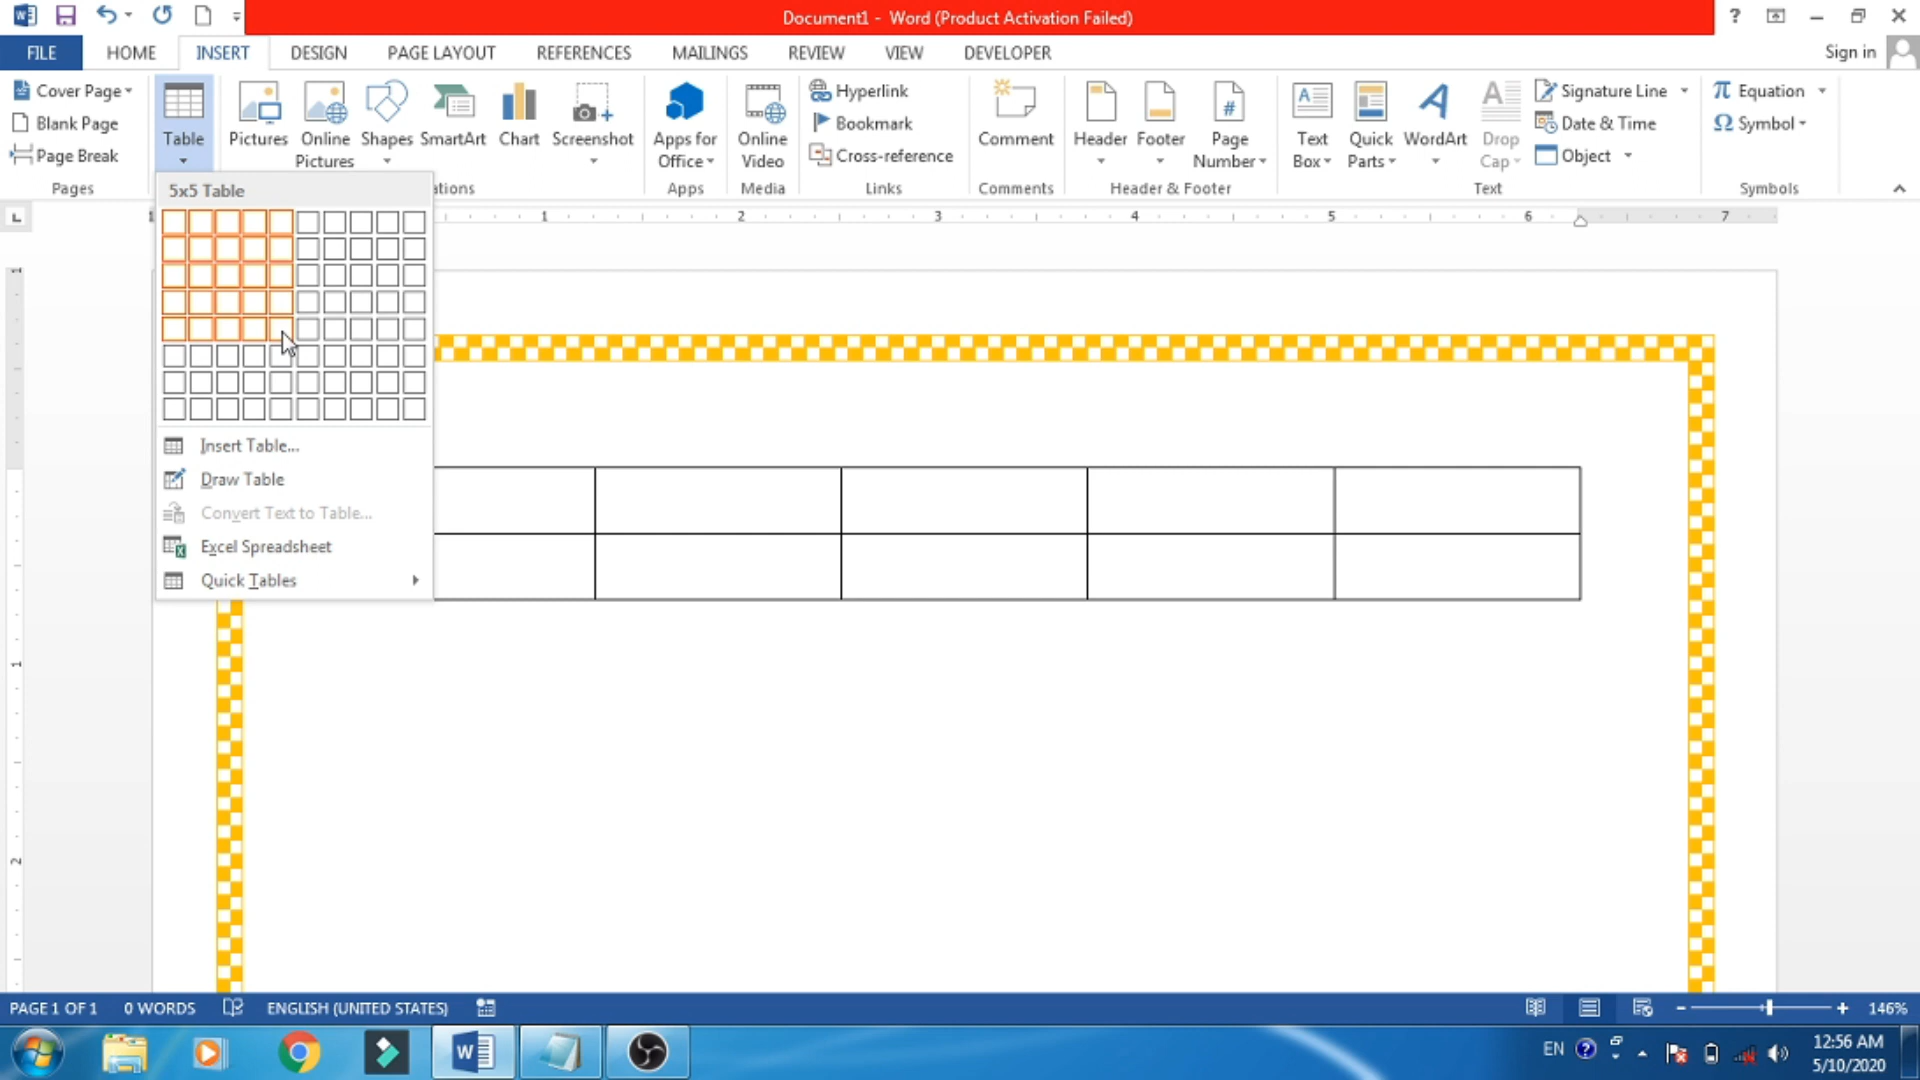 Document1 - Word (Product Activation Failed)
?
FILE HOME INSERT DESIGN PAGE LAYOUT REFERENCES MAILINGS REVIEW VIEW DEVELOPER Sign in
Cover Page
Blank Page
Page Break
Pages
Table
Pictures
Online Pictures
Shapes
SmartArt
Chart
Screenshot
ations
Apps for Office
Apps
Online Video
Media
Hyperlink
Bookmark
Cross-reference
Links
Comment
Comments
Header
Footer
Page Number
Header & Footer
Text Box
Quick Parts
WordArt
Drop Cap
Signature Line
Date & Time
Object
Text
Equation
Symbol
Symbols
5x5 Table
1 2 3 4 5 6 7
Insert Table...
Draw Table
Convert Text to Table...
Excel Spreadsheet
Quick Tables
1
2
PAGE 1 OF 1 0 WORDS ENGLISH (UNITED STATES) 146%
EN 12:56 AM
5/10/2020